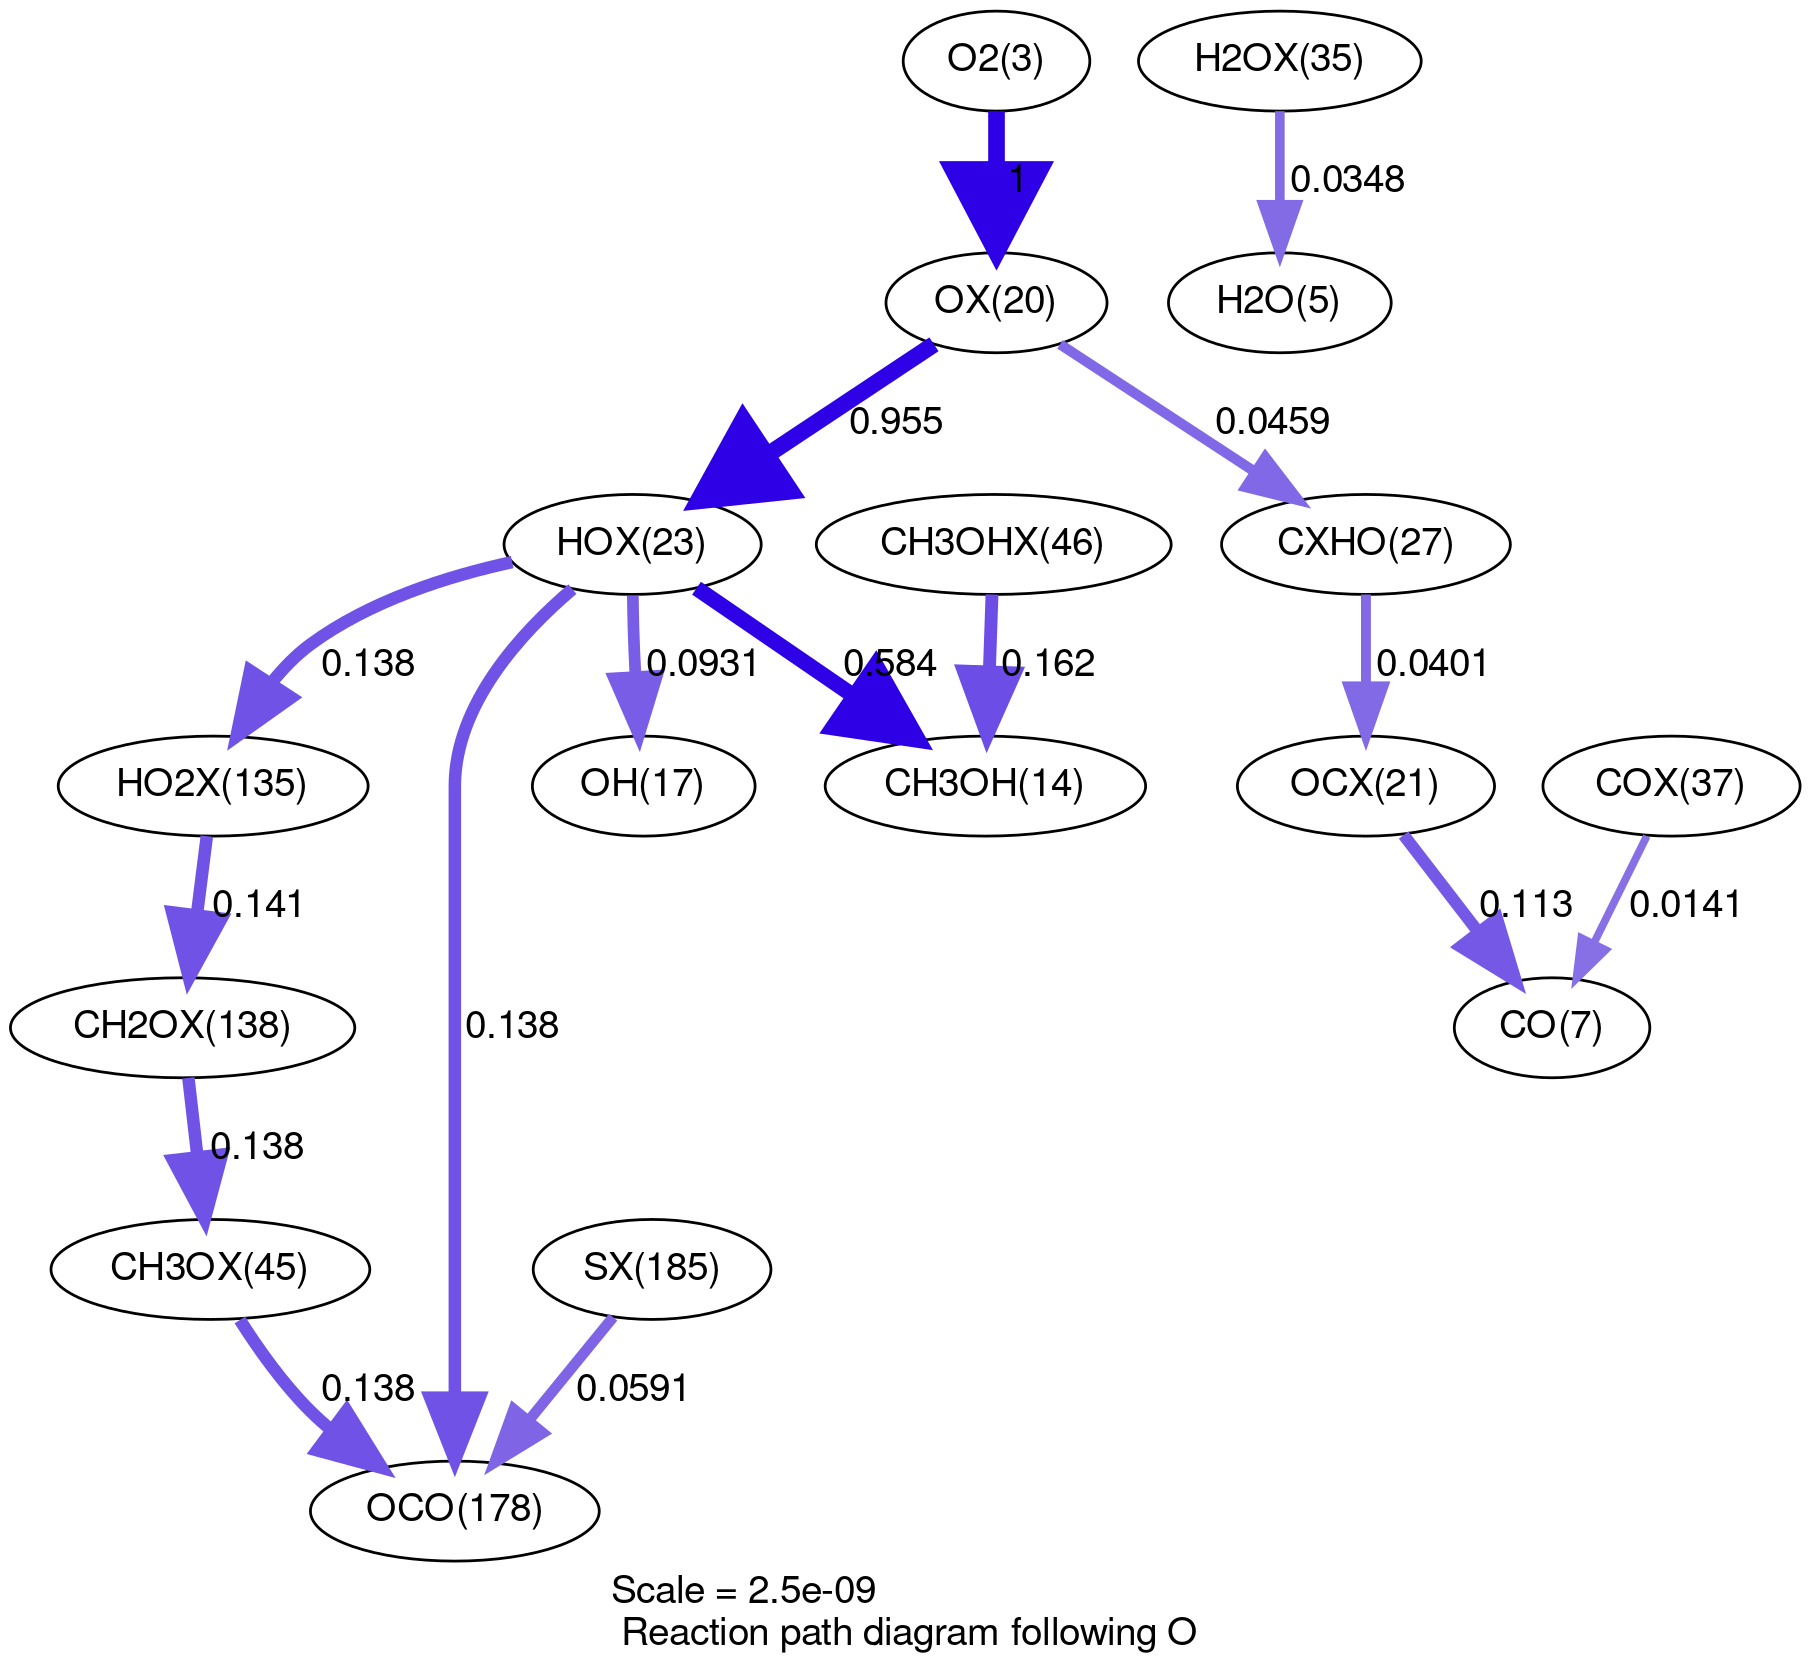 O2(3)
H2OX(35)
1
0.0348
OX(20)
H2O(5)
0.955
0.0459
HOX(23)
CH3OHX(46)
CXHO(27)
0.138
0.0931
0.584
0.162
0.0401
HO2X(135)
OH(17)
CH3OH(14)
OCX(21)
COX(37)
0.141
0.113
0.0141
CH2OX(138)
0.138
CO(7)
0.138
CH3OX(45)
SX(185)
0.138
0.0591
OCO(178)
Scale = 2.5e-09
Reaction path diagram following O